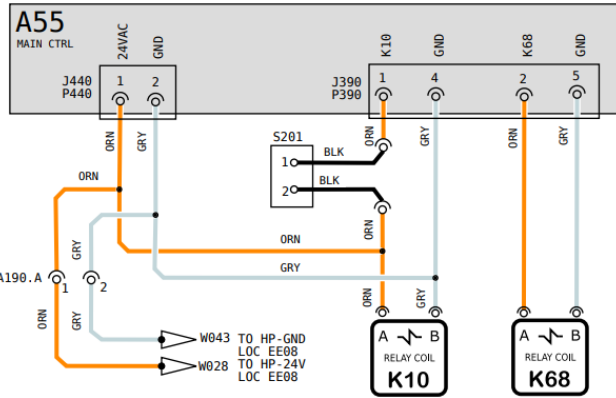 A55
MAIN CTRL
24VAC
GND
K10
GND
K68
GND
J440
P440
1
2
J390
P390
1
4
2
5
ORN
GRY
ORN
GRY
ORN
GRY
S201
1
BLK
2
BLK
ORN
ORN
ORN
GRY
GRY
A190.A
1
2
ORN
GRY
ORN
GRY
W043 TO HP-GND
LOC EE08
W028 TO HP-24V
LOC EE08
A B
RELAY COIL
K10
A B
RELAY COIL
K68